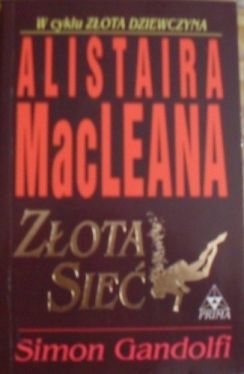 W cyklu ZŁOTA DZIEWCZYNA
ALISTAIRA
MacLEANA
ZŁOTA
SIEĆ
PRIMA
Simon Gandolfi